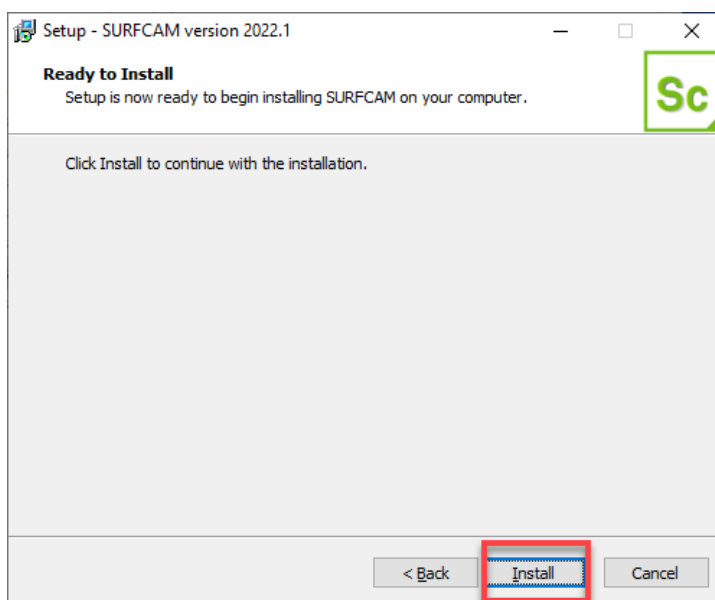 Setup - SURFCAM version 2022.1
Ready to Install
Setup is now ready to begin installing SURFCAM on your computer.
Sc
Click Install to continue with the installation.
< Back
Install
Cancel